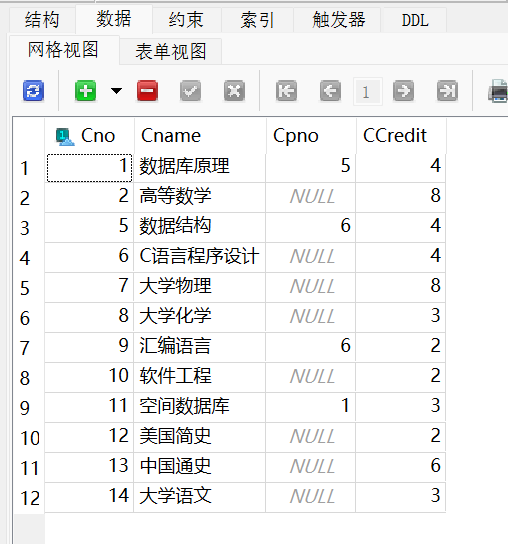 结构 数据 约束 索引 触发器 DDL
网格视图 表单视图
1
1 Cno Cname Cpno CCredit
1 1 数据库原理 5 4
2 2 高等数学 NULL 8
3 5 数据结构 6 4
4 6 C语言程序设计 NULL 4
5 7 大学物理 NULL 8
6 8 大学化学 NULL 3
7 9 汇编语言 6 2
8 10 软件工程 NULL 2
9 11 空间数据库 1 3
10 12 美国简史 NULL 2
11 13 中国通史 NULL 6
12 14 大学语文 NULL 3